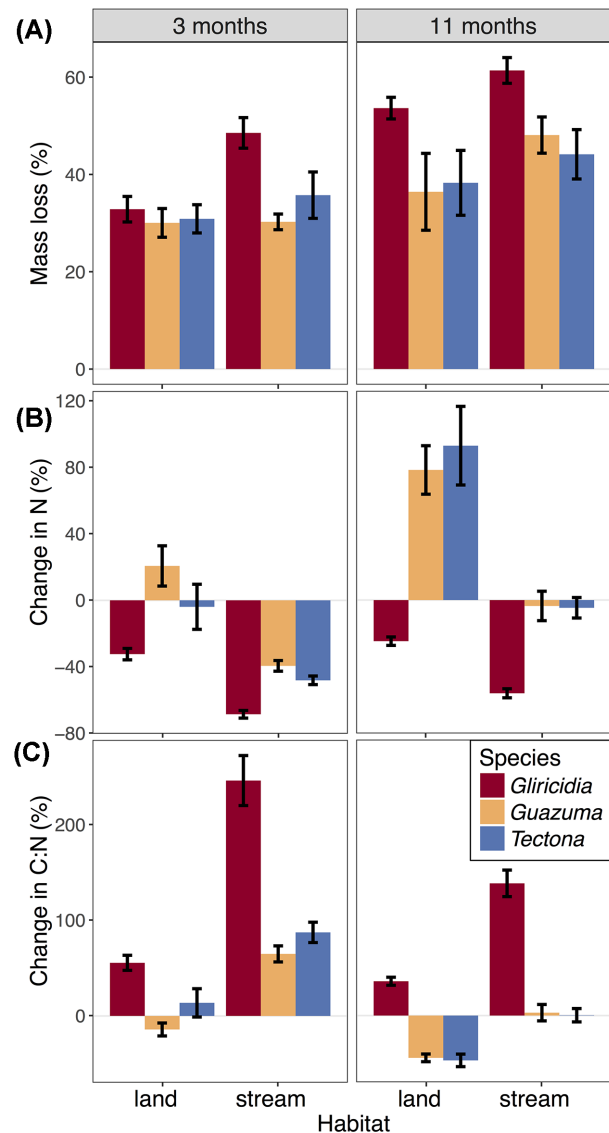 (A)
3 months
11 months
Mass loss (%)
60
40
20
0
(B)
Change in N (%)
120
80
40
0
−40
−80
(C)
Change in C:N (%)
200
100
0
Species
Gliricidia
Guazuma
Tectona
land
stream
land
stream
Habitat